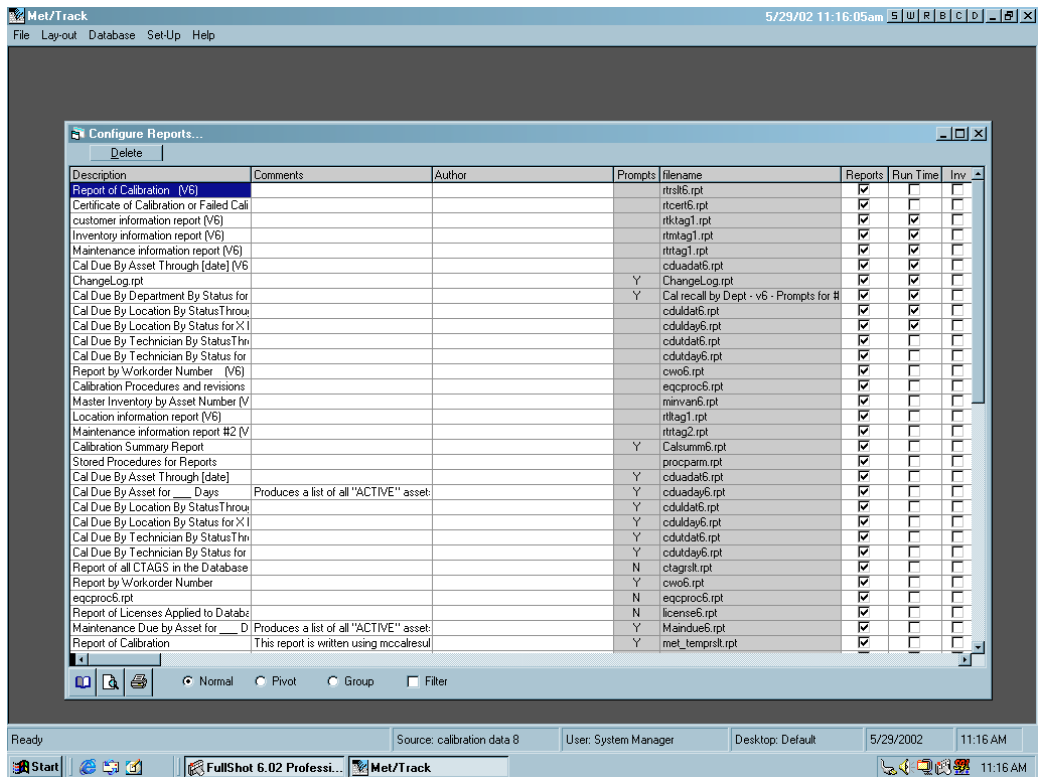 Met/Track 5/29/02 11:16:05am S W R B C D
File Lay-out Database Set-Up Help
Configure Reports...
Delete
Description Comments Author Prompts filename Reports Run Time Inv
Report of Calibration (V6) rtrslt6.rpt
Certificate of Calibration or Failed Cali rtcert6.rpt
customer information report (V6) rtktag1.rpt
Inventory information report (V6) rtmtag1.rpt
Maintenance information report (V6) rtrtag1.rpt
Cal Due By Asset Through [date] (V6 cduadat6.rpt
ChangeLog.rpt Y ChangeLog.rpt
Cal Due By Department By Status for Y Cal recall by Dept - v6 - Prompts for #
Cal Due By Location By StatusThrou cduldat6.rpt
Cal Due By Location By Status for X cdulday6.rpt
Cal Due By Technician By StatusThr cdutdat6.rpt
Cal Due By Technician By Status for cdutday6.rpt
Report by Workorder Number (V6) cwo6.rpt
Calibration Procedures and revisions eqcproc6.rpt
Master Inventory by Asset Number (V minvan6.rpt
Location information report (V6) rtltag1.rpt
Maintenance information report #2 (V rtrtag2.rpt
Calibration Summary Report Y Calsumm6.rpt
Stored Procedures for Reports procparm.rpt
Cal Due By Asset Through [date] Y cduadat6.rpt
Cal Due By Asset for ___ Days Produces a list of all "ACTIVE" asset: Y cduaday6.rpt
Cal Due By Location By StatusThrou Y cduldat6.rpt
Cal Due By Location By Status for X Y cdulday6.rpt
Cal Due By Technician By StatusThr Y cdutdat6.rpt
Cal Due By Technician By Status for Y cdutday6.rpt
Report of all CTAGS in the Database N ctagrslt.rpt
Report by Workorder Number Y cwo6.rpt
eqcproc6.rpt N eqcproc6.rpt
Report of Licenses Applied to Databa N license6.rpt
Maintenance Due by Asset for ___ D Produces a list of all "ACTIVE" asset: Y Maindue6.rpt
Report of Calibration This report is written using mccalresul Y met_temprslt.rpt
Normal Pivot Group Filter
Ready Source: calibration data 8 User: System Manager Desktop: Default 5/29/2002 11:16 AM
Start FullShot 6.02 Professi... Met/Track 11:16 AM